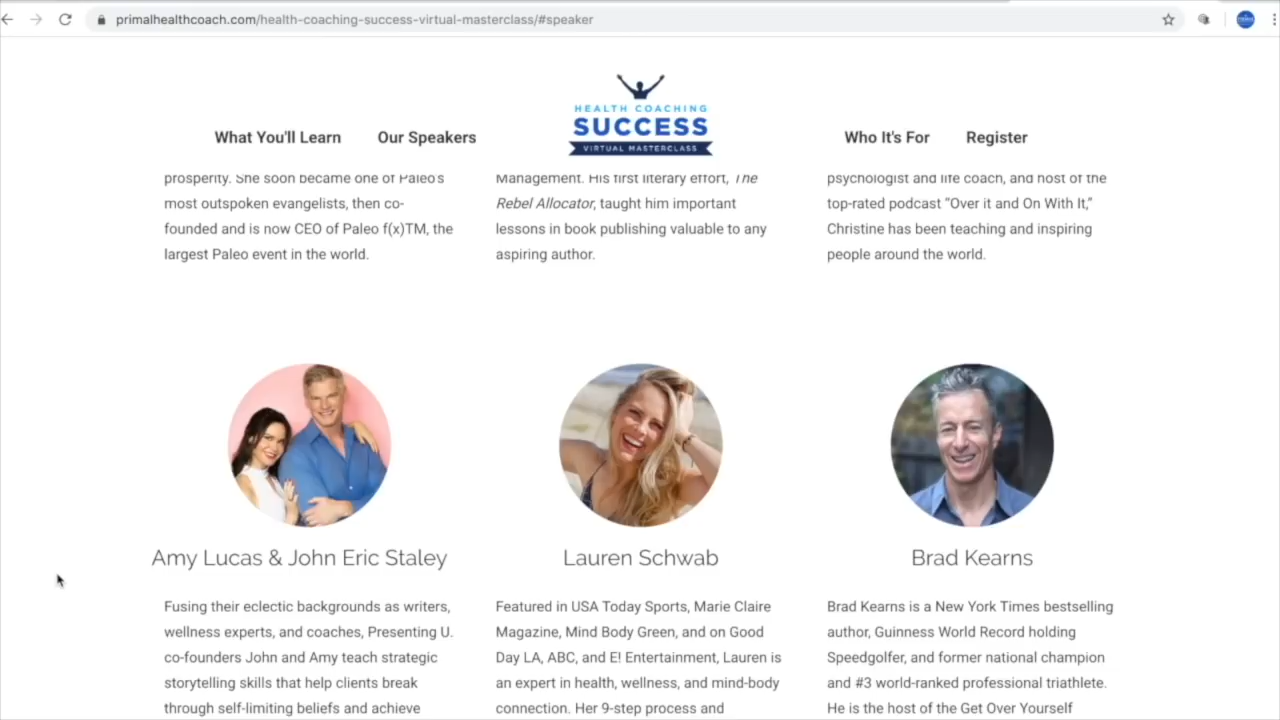 primalhealthcoach.com/health-coaching-success-virtual-masterclass/#speaker
What You'll Learn
Our Speakers
HEALTH COACHING
SUCCESS
VIRTUAL MASTERCLASS
Who It's For
Register
prosperity. She soon became one of Paleo's
most outspoken evangelists, then co-
founded and is now CEO of Paleo f(x)TM, the
largest Paleo event in the world.
Management. His first literary effort, The
Rebel Allocator, taught him important
lessons in book publishing valuable to any
aspiring author.
psychologist and life coach, and host of the
top-rated podcast “Over it and On With It,”
Christine has been teaching and inspiring
people around the world.
Amy Lucas & John Eric Staley
Fusing their eclectic backgrounds as writers,
wellness experts, and coaches, Presenting U.
co-founders John and Amy teach strategic
storytelling skills that help clients break
through self-limiting beliefs and achieve
Lauren Schwab
Featured in USA Today Sports, Marie Claire
Magazine, Mind Body Green, and on Good
Day LA, ABC, and E! Entertainment, Lauren is
an expert in health, wellness, and mind-body
connection. Her 9-step process and
Brad Kearns
Brad Kearns is a New York Times bestselling
author, Guinness World Record holding
Speedgolfer, and former national champion
and #3 world-ranked professional triathlete.
He is the host of the Get Over Yourself